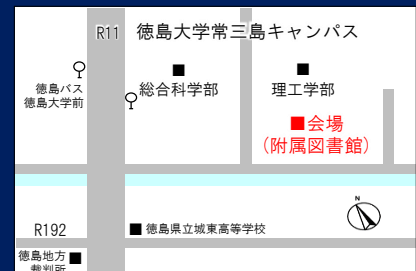 R11 徳島大学常三島キャンパス
徳島バス
徳島大学前
総合科学部
理工学部
会場
(附属図書館)
N
R192
徳島県立城東高等学校
徳島地方
裁判所